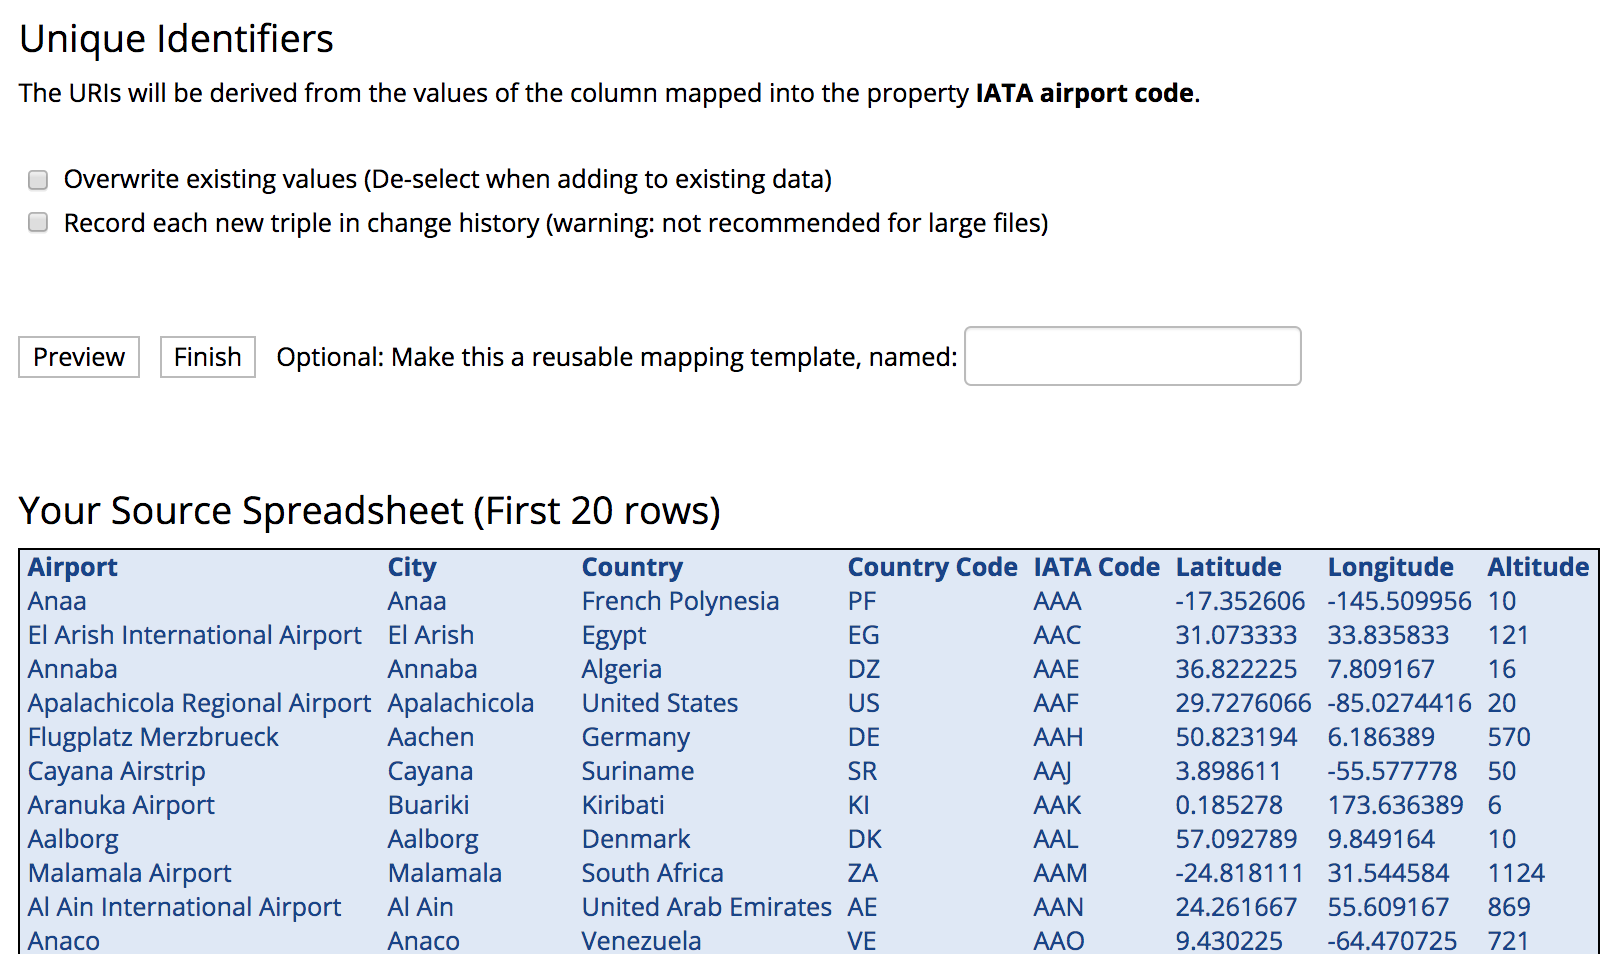 Unique Identifiers
The URIs will be derived from the values of the column mapped into the property IATA airport code.
Overwrite existing values (De-select when adding to existing data)
Record each new triple in change history (warning: not recommended for large files)
Preview Finish Optional: Make this a reusable mapping template, named:
Your Source Spreadsheet (First 20 rows)
Airport City Country Country Code IATA Code Latitude Longitude Altitude
Anaa Anaa French Polynesia PF AAA -17.352606 -145.509956 10
El Arish International Airport El Arish Egypt EG AAC 31.073333 33.835833 121
Annaba Annaba Algeria DZ AAE 36.822225 7.809167 16
Apalachicola Regional Airport Apalachicola United States US AAF 29.7276066 -85.0274416 20
Flugplatz Merzbrueck Aachen Germany DE AAH 50.823194 6.186389 570
Cayana Airstrip Cayana Suriname SR AAJ 3.898611 -55.577778 50
Aranuka Airport Buariki Kiribati KI AAK 0.185278 173.636389 6
Aalborg Aalborg Denmark DK AAL 57.092789 9.849164 10
Malamala Airport Malamala South Africa ZA AAM -24.818111 31.544584 1124
Al Ain International Airport Al Ain United Arab Emirates AE AAN 24.261667 55.609167 869
Anaco Anaco Venezuela VE AAO 9.430225 -64.470725 721